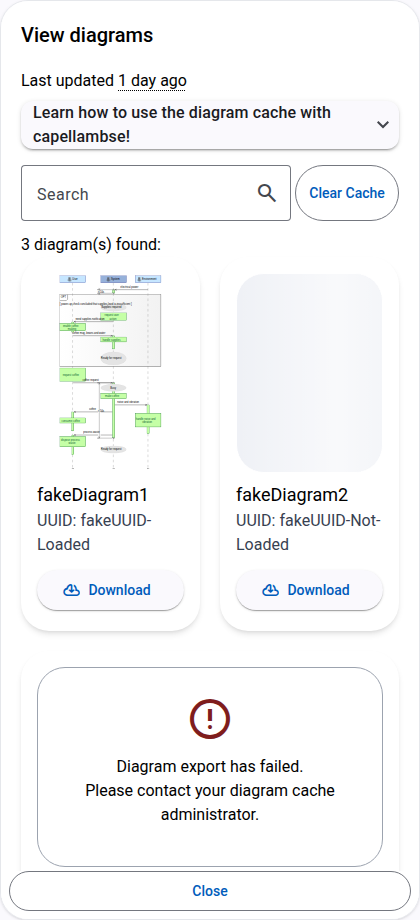 View diagrams
Last updated 1 day ago
Learn how to use the diagram cache with
capellambse!
Search
Clear Cache
3 diagram(s) found:
fakeDiagram1
UUID: fakeUUID-
Loaded
Download
fakeDiagram2
UUID: fakeUUID-Not-
Loaded
Download
Diagram export has failed.
Please contact your diagram cache
administrator.
Close